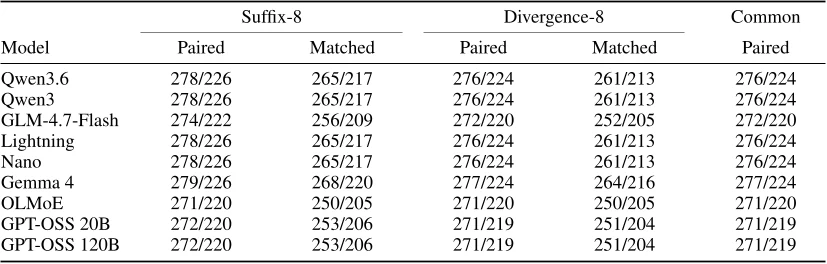 Suffix-8 Divergence-8 Common
Model Paired Matched Paired Matched Paired
Qwen3.6 278/226 265/217 276/224 261/213 276/224
Qwen3 278/226 265/217 276/224 261/213 276/224
GLM-4.7-Flash 274/222 256/209 272/220 252/205 272/220
Lightning 278/226 265/217 276/224 261/213 276/224
Nano 278/226 265/217 276/224 261/213 276/224
Gemma 4 279/226 268/220 277/224 264/216 277/224
OLMoE 271/220 250/205 271/220 250/205 271/220
GPT-OSS 20B 272/220 253/206 271/219 251/204 271/219
GPT-OSS 120B 272/220 253/206 271/219 251/204 271/219